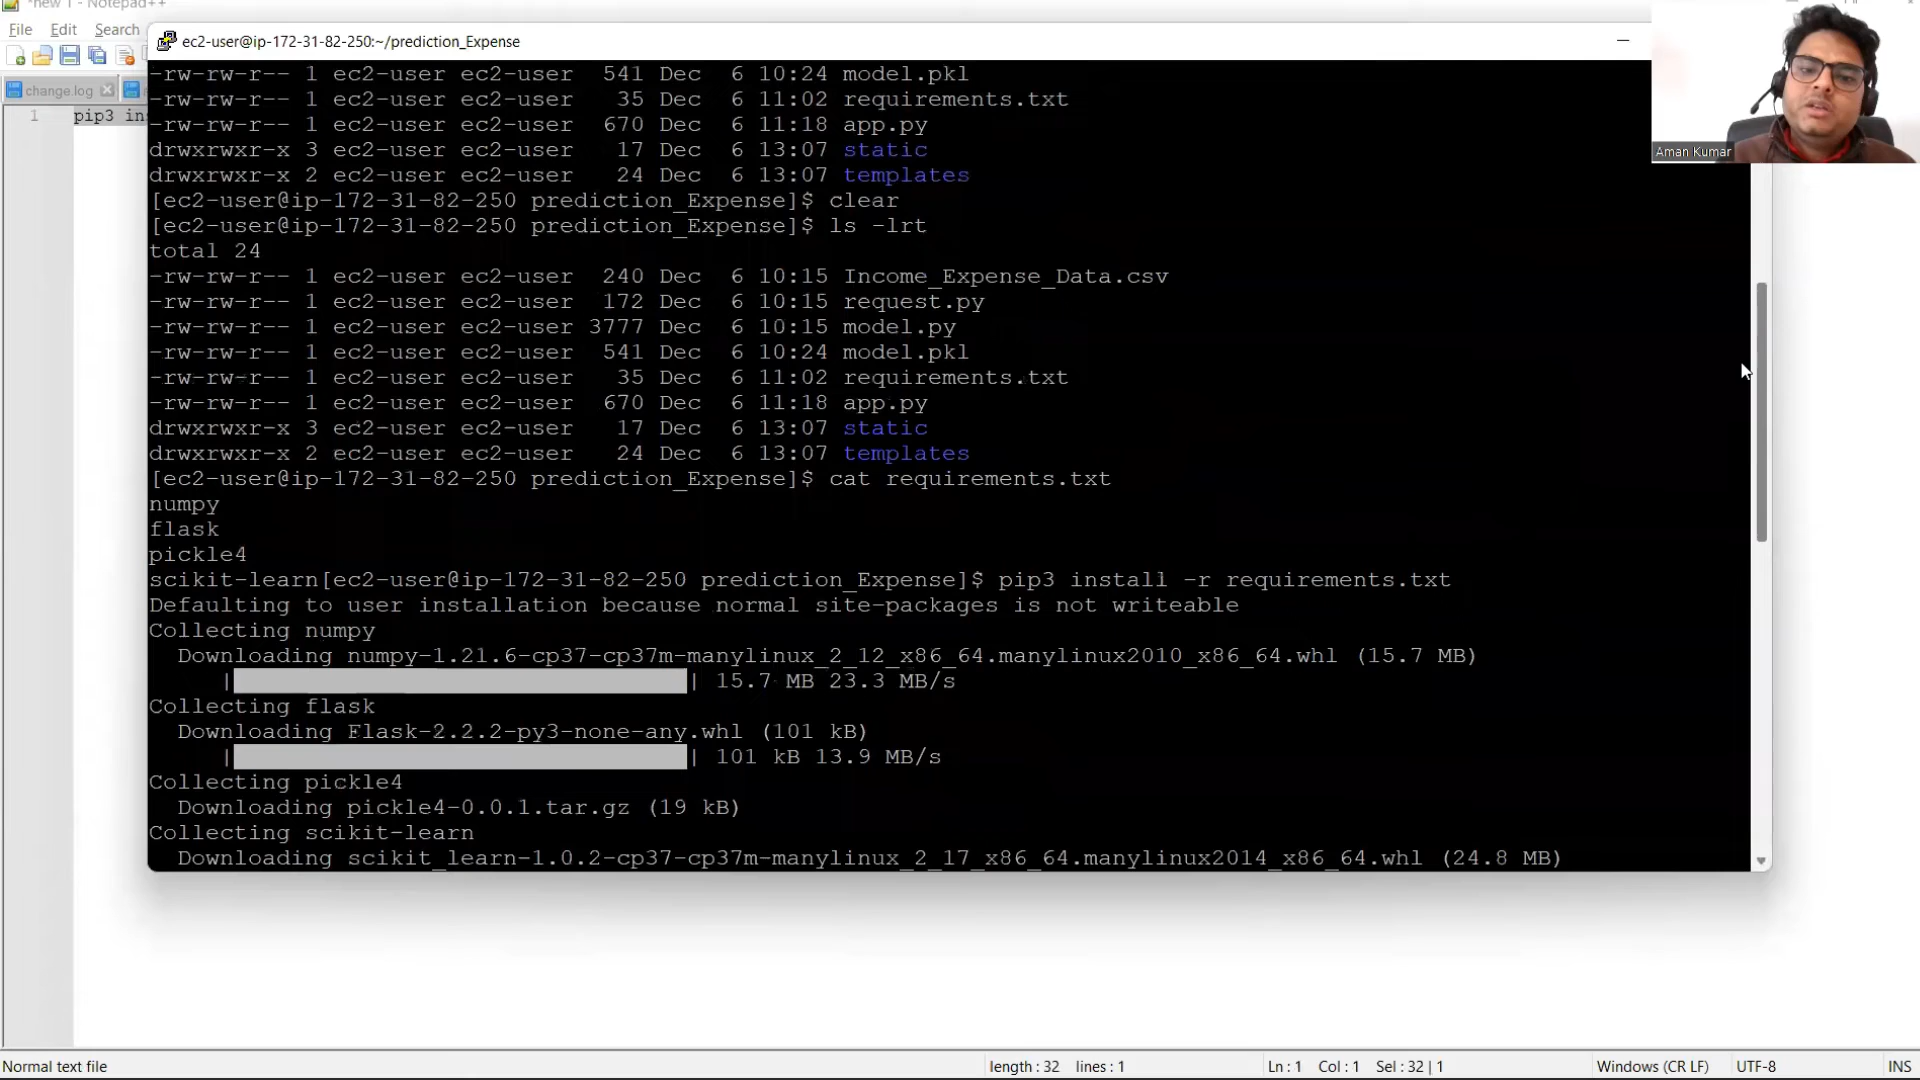 *new 1 - Notepad++
File Edit Search
change.log
1 pip3 ins
ec2-user@ip-172-31-82-250:~/prediction_Expense
-rw-rw-r-- 1 ec2-user ec2-user 541 Dec 6 10:24 model.pkl
-rw-rw-r-- 1 ec2-user ec2-user 35 Dec 6 11:02 requirements.txt
-rw-rw-r-- 1 ec2-user ec2-user 670 Dec 6 11:18 app.py
drwxrwxr-x 3 ec2-user ec2-user 17 Dec 6 13:07 static
drwxrwxr-x 2 ec2-user ec2-user 24 Dec 6 13:07 templates
[ec2-user@ip-172-31-82-250 prediction_Expense]$ clear
[ec2-user@ip-172-31-82-250 prediction_Expense]$ ls -lrt
total 24
-rw-rw-r-- 1 ec2-user ec2-user 240 Dec 6 10:15 Income_Expense_Data.csv
-rw-rw-r-- 1 ec2-user ec2-user 172 Dec 6 10:15 request.py
-rw-rw-r-- 1 ec2-user ec2-user 3777 Dec 6 10:15 model.py
-rw-rw-r-- 1 ec2-user ec2-user 541 Dec 6 10:24 model.pkl
-rw-rw-r-- 1 ec2-user ec2-user 35 Dec 6 11:02 requirements.txt
-rw-rw-r-- 1 ec2-user ec2-user 670 Dec 6 11:18 app.py
drwxrwxr-x 3 ec2-user ec2-user 17 Dec 6 13:07 static
drwxrwxr-x 2 ec2-user ec2-user 24 Dec 6 13:07 templates
[ec2-user@ip-172-31-82-250 prediction_Expense]$ cat requirements.txt
numpy
flask
pickle4
scikit-learn[ec2-user@ip-172-31-82-250 prediction_Expense]$ pip3 install -r requirements.txt
Defaulting to user installation because normal site-packages is not writeable
Collecting numpy
Downloading numpy-1.21.6-cp37-cp37m-manylinux_2_12_x86_64.manylinux2010_x86_64.whl (15.7 MB)
| | 15.7 MB 23.3 MB/s
Collecting flask
Downloading Flask-2.2.2-py3-none-any.whl (101 kB)
| | 101 kB 13.9 MB/s
Collecting pickle4
Downloading pickle4-0.0.1.tar.gz (19 kB)
Collecting scikit-learn
Downloading scikit_learn-1.0.2-cp37-cp37m-manylinux_2_17_x86_64.manylinux2014_x86_64.whl (24.8 MB)
Aman Kumar
Normal text file length : 32 lines : 1 Ln : 1 Col : 1 Sel : 32 | 1 Windows (CR LF) UTF-8 INS